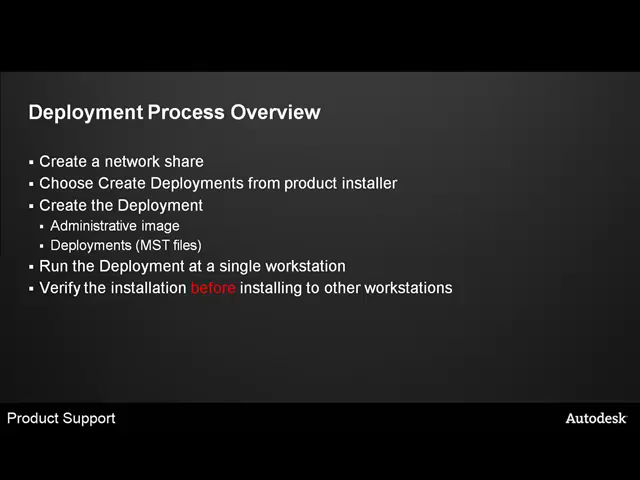 Deployment Process Overview
▪ Create a network share
▪ Choose Create Deployments from product installer
▪ Create the Deployment
▪ Administrative image
▪ Deployments (MST files)
▪ Run the Deployment at a single workstation
▪ Verify the installation before installing to other workstations
Product Support
Autodesk